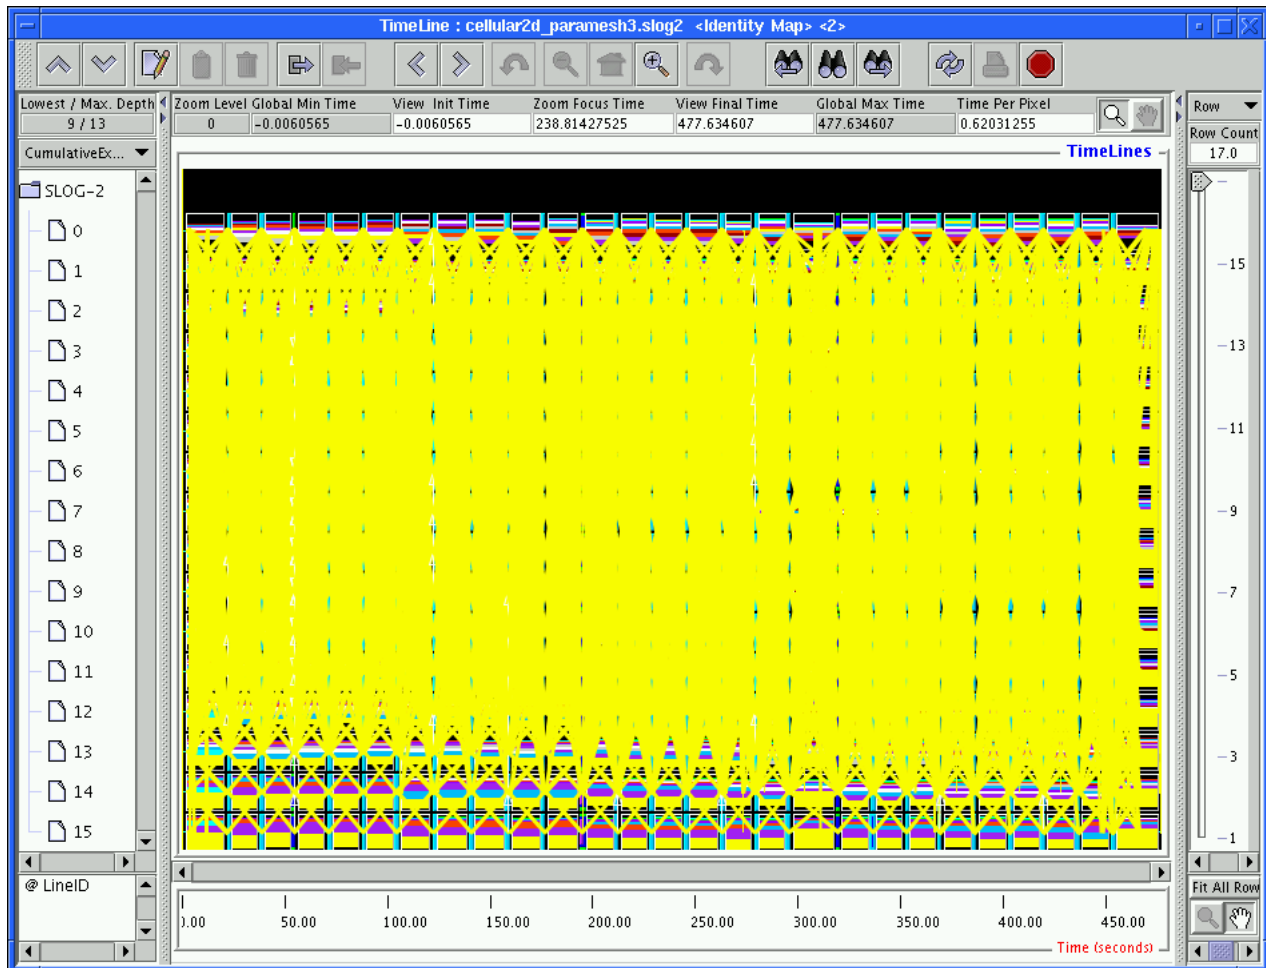 TimeLine : cellular2d_paramesh3.slog2 <Identity Map> <2>
Lowest / Max. Depth Zoom Level Global Min Time View Init Time Zoom Focus Time View Final Time Global Max Time Time Per Pixel Row
9 / 13 0 -0.0060565 -0.0060565 238.81427525 477.634607 477.634607 0.62031255 Row Count
CumulativeEx... 17.0
TimeLines
SLOG-2
0
1
2
3
4
5
6
7
8
9
10
11
12
13
14
15
15
13
11
9
7
5
3
1
@ LineID
Fit All Row
).00 50.00 100.00 150.00 200.00 250.00 300.00 350.00 400.00 450.00
Time (seconds)